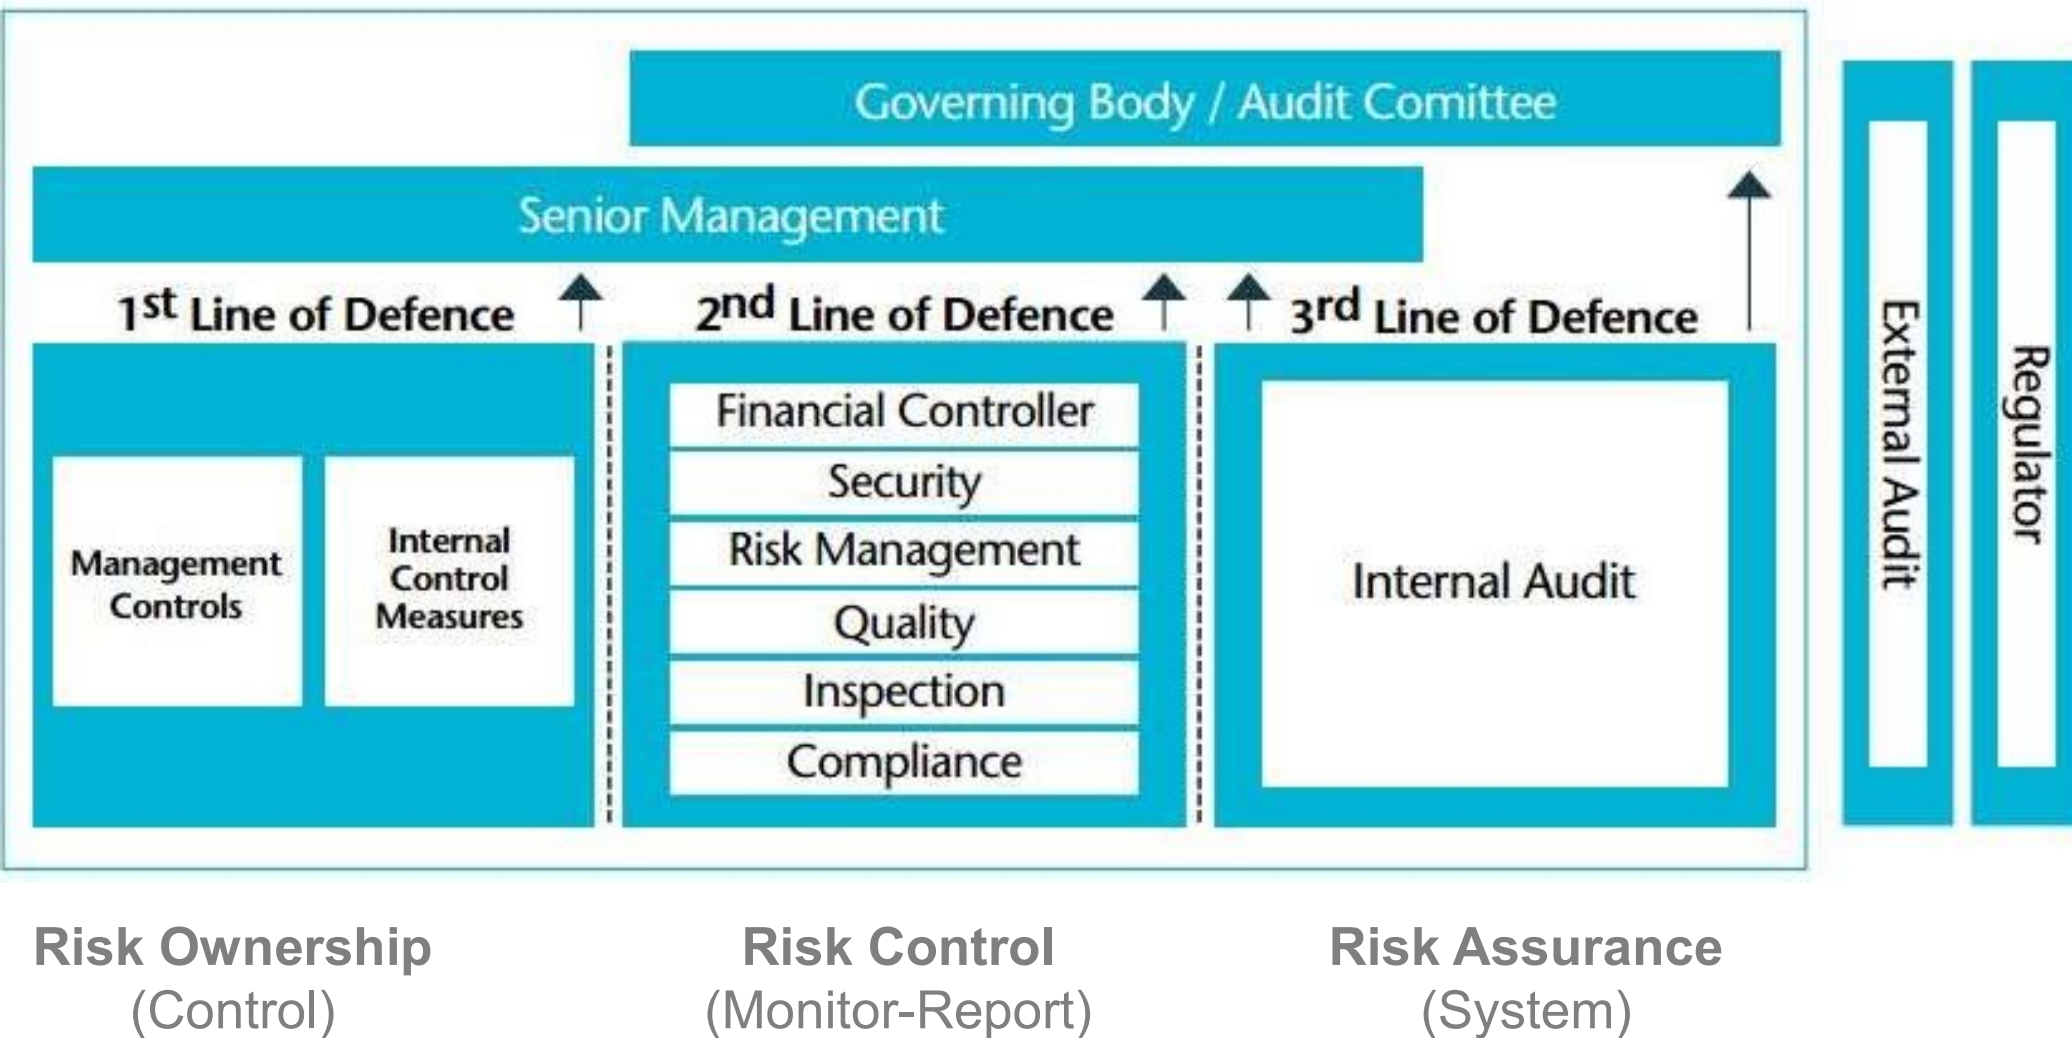 Governing Body / Audit Comittee
Senior Management
1st Line of Defence
2nd Line of Defence
3rd Line of Defence
Management
Controls
Internal
Control
Measures
Financial Controller
Security
Risk Management
Quality
Inspection
Compliance
Internal Audit
External Audit
Regulator
Risk Ownership
(Control)
Risk Control
(Monitor-Report)
Risk Assurance
(System)